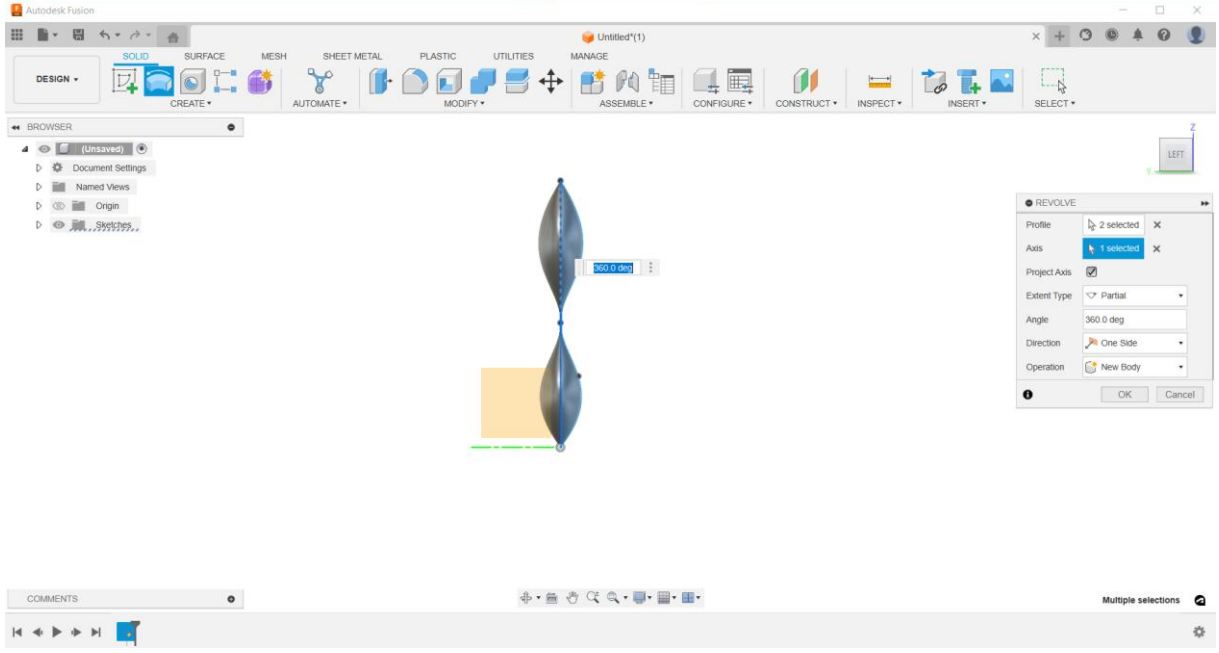 Autodesk Fusion
Untitled*(1)
SOLID SURFACE MESH SHEET METAL PLASTIC UTILITIES MANAGE
DESIGN
CREATE AUTOMATE MODIFY ASSEMBLE CONFIGURE CONSTRUCT INSPECT INSERT SELECT
BROWSER
(Unsaved)
Document Settings
Named Views
Origin
Sketches
Z
LEFT
Y
360.0 deg
REVOLVE
Profile 2 selected
Axis 1 selected
Project Axis
Extent Type Partial
Angle 360.0 deg
Direction One Side
Operation New Body
OK Cancel
COMMENTS
Multiple selections